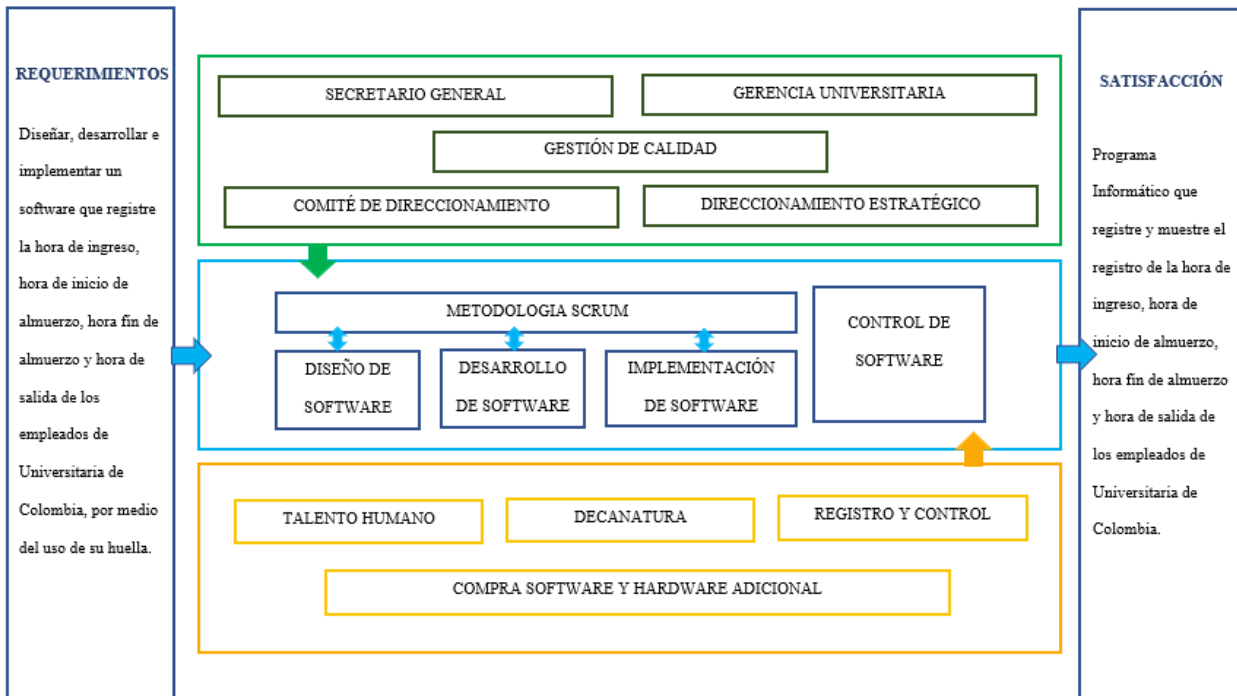 REQUERIMIENTOS
Diseñar, desarrollar e
implementar un
software que registre
la hora de ingreso,
hora de inicio de
almuerzo, hora fín de
almuerzo y hora de
salida de los
empleados de
Universitaria de
Colombia, por medio
del uso de su huella.
SECRETARIO GENERAL
GERENCIA UNIVERSITARIA
GESTIÓN DE CALIDAD
COMITÉ DE DIRECCIONAMIENTO
DIRECCIONAMIENTO ESTRATÉGICO
METODOLOGIA SCRUM
DISEÑO DE
SOFTWARE
DESARROLLO
DE SOFTWARE
IMPLEMENTACIÓN
DE SOFTWARE
CONTROL DE
SOFTWARE
TALENTO HUMANO
DECANATURA
REGISTRO Y CONTROL
COMPRA SOFTWARE Y HARDWARE ADICIONAL
SATISFACCIÓN
Programa
Informático que
registre y muestre el
registro de la hora de
ingreso, hora de
inicio de almuerzo,
hora fín de almuerzo
y hora de salida de
los empleados de
Universitaria de
Colombia.